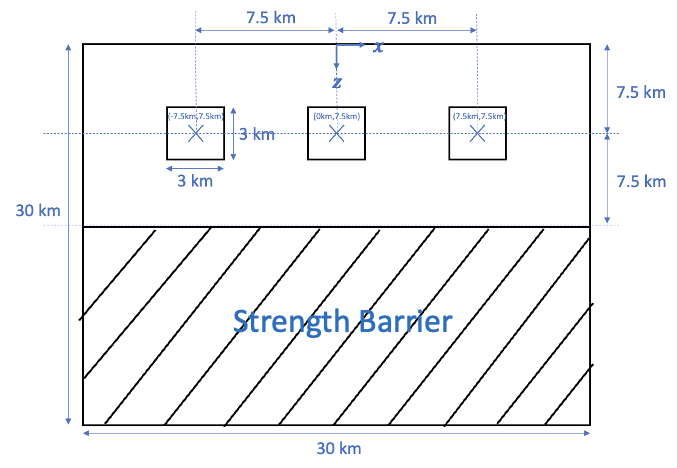 7.5 km 7.5 km
x
z
7.5 km
(-7.5km,7.5km) (0km,7.5km) (7.5km,7.5km)
3 km
3 km
7.5 km
30 km
Strength Barrier
30 km